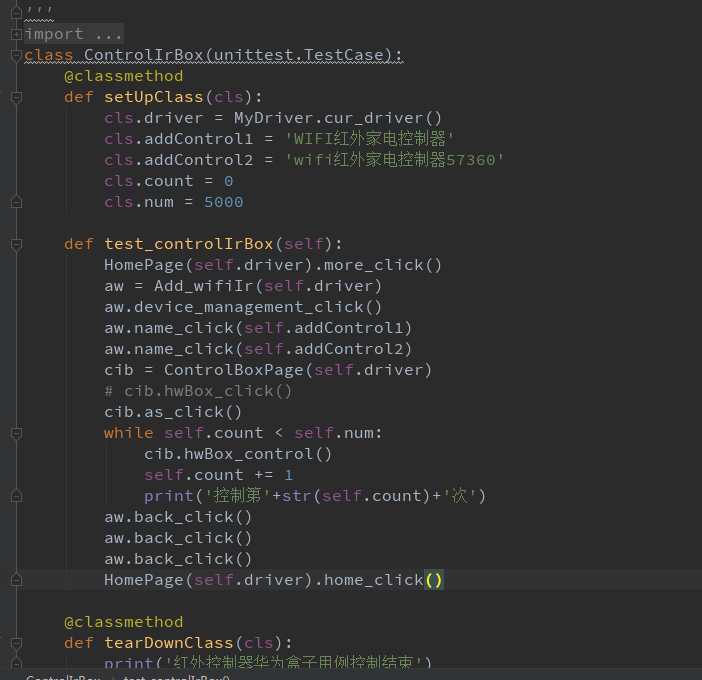 '''
import ...
class ControlIrBox(unittest.TestCase):
    @classmethod
    def setUpClass(cls):
        cls.driver = MyDriver.cur_driver()
        cls.addControl1 = 'WIFI红外家电控制器'
        cls.addControl2 = 'wifi红外家电控制器57360'
        cls.count = 0
        cls.num = 5000
    def test_controlIrBox(self):
        HomePage(self.driver).more_click()
        aw = Add_wifiIr(self.driver)
        aw.device_management_click()
        aw.name_click(self.addControl1)
        aw.name_click(self.addControl2)
        cib = ControlBoxPage(self.driver)
        # cib.hwBox_click()
        cib.as_click()
        while self.count < self.num:
            cib.hwBox_control()
            self.count += 1
            print('控制第'+str(self.count)+'次')
        aw.back_click()
        aw.back_click()
        aw.back_click()
        HomePage(self.driver).home_click()
    @classmethod
    def tearDownClass(cls):
        print('红外控制器华为盒子用例控制结束')
ControlIrBox > test_controlIrBox()